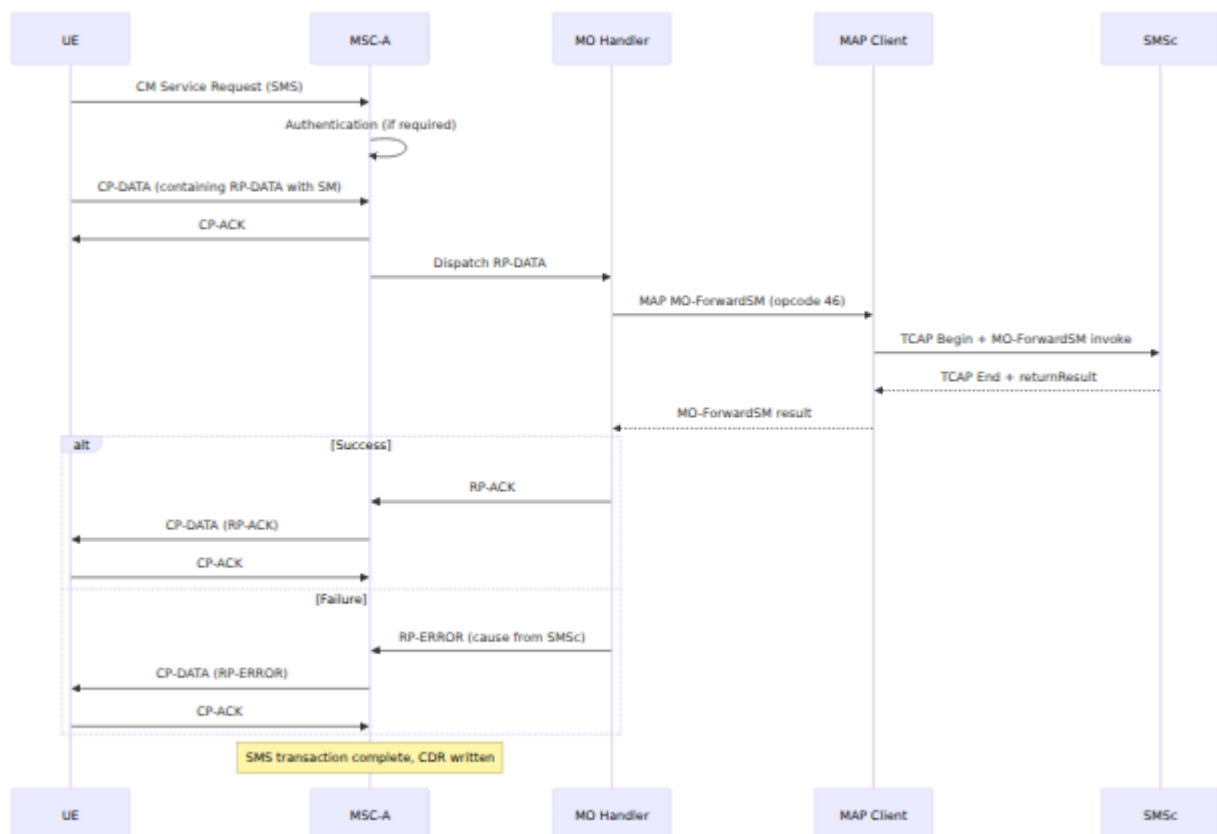 UE MSC-A MO Handler MAP Client SMSc
CM Service Request (SMS)
Authentication (if required)
CP-DATA (containing RP-DATA with SM)
CP-ACK
Dispatch RP-DATA
MAP MO-ForwardSM (opcode 46)
TCAP Begin + MO-ForwardSM invoke
TCAP End + returnResult
MO-ForwardSM result
alt [Success]
RP-ACK
CP-DATA (RP-ACK)
CP-ACK
[Failure]
RP-ERROR (cause from SMSc)
CP-DATA (RP-ERROR)
CP-ACK
SMS transaction complete, CDR written
UE MSC-A MO Handler MAP Client SMSc